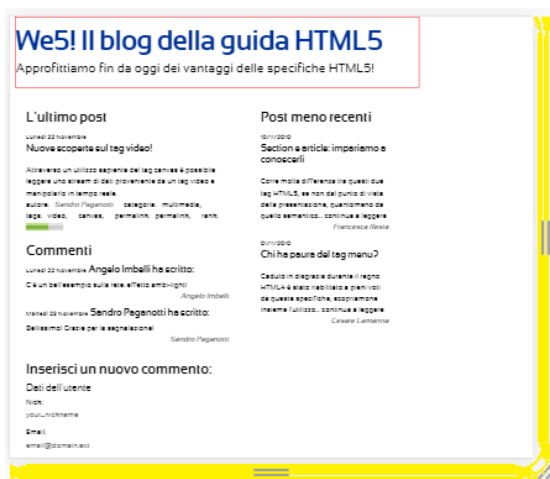 We5! Il blog della guida HTML5
Approfittiamo fin da oggi dei vantaggi delle specifiche HTML5!
L'ultimo post
Lunedì 22 Novembre
Nuove scoperte sul tag video!
Attraverso un utilizzo sapiente del tag canvas è possibile
leggere uno stream di dati proveniente da un tag video e
manipolarlo in tempo reale.
autore: Sandro Paganotti categoria: multimedia,
tags: video, canvas, permalink: permalink, rank:
Commenti
Lunedì 22 Novembre Angelo Imbelli ha scritto:
C'è un bell'esempio sulla rete: effetto ambi-light!
Angelo Imbelli
Martedì 23 Novembre Sandro Paganotti ha scritto:
Bellissimo! Grazie per la segnalazione!
Sandro Paganotti
Inserisci un nuovo commento:
Dati dell'utente
Nick:
your_nickname
Email:
email@domain.ext
Post meno recenti
10/11/2010
Section e article: impariamo a
conoscerli
Corre molta differenza tra questi due
tag HTML5, se non dal punto di vista
della presentazione, quantomeno da
quello semantico... continua a leggere
Francesca Resta
01/11/2010
Chi ha paura del tag menu?
Caduto in disgrazia durante il regno
HTML4 è stato riabilitato a pieni voti
da queste specifiche, scopriamone
insieme l'utilizzo... continua a leggere
Cesare Lamanna